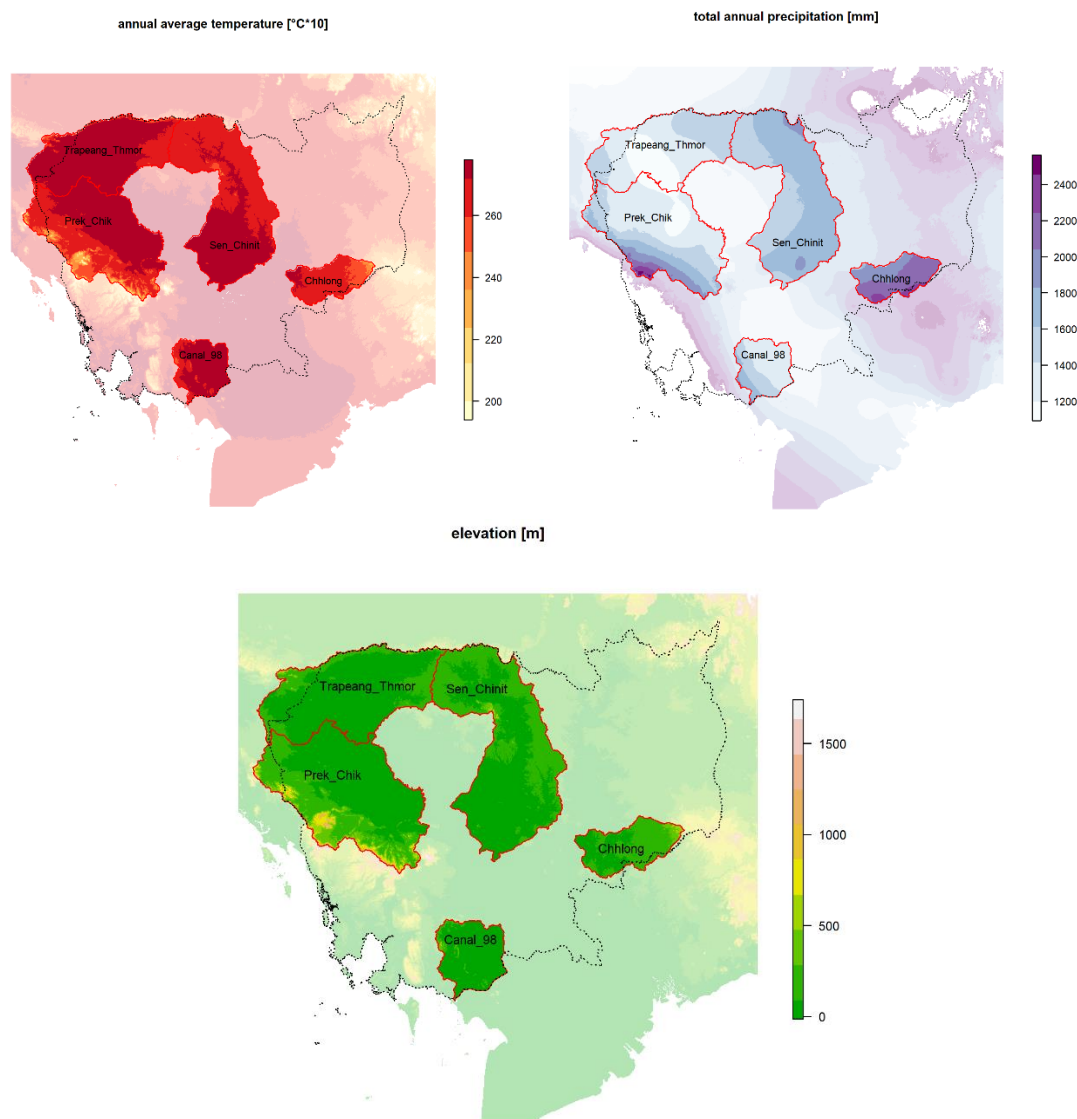 annual average temperature [°C*10]
total annual precipitation [mm]
Trapeang_Thmor
Prek_Chik
Sen_Chinit
Chhlong
Canal_98
260
240
220
200
Trapeang_Thmor
Prek_Chik
Sen_Chinit
Chhlong
Canal_98
2400
2200
2000
1800
1600
1400
1200
elevation [m]
Trapeang_Thmor
Sen_Chinit
Prek_Chik
Chhlong
Canal_98
1500
1000
500
0